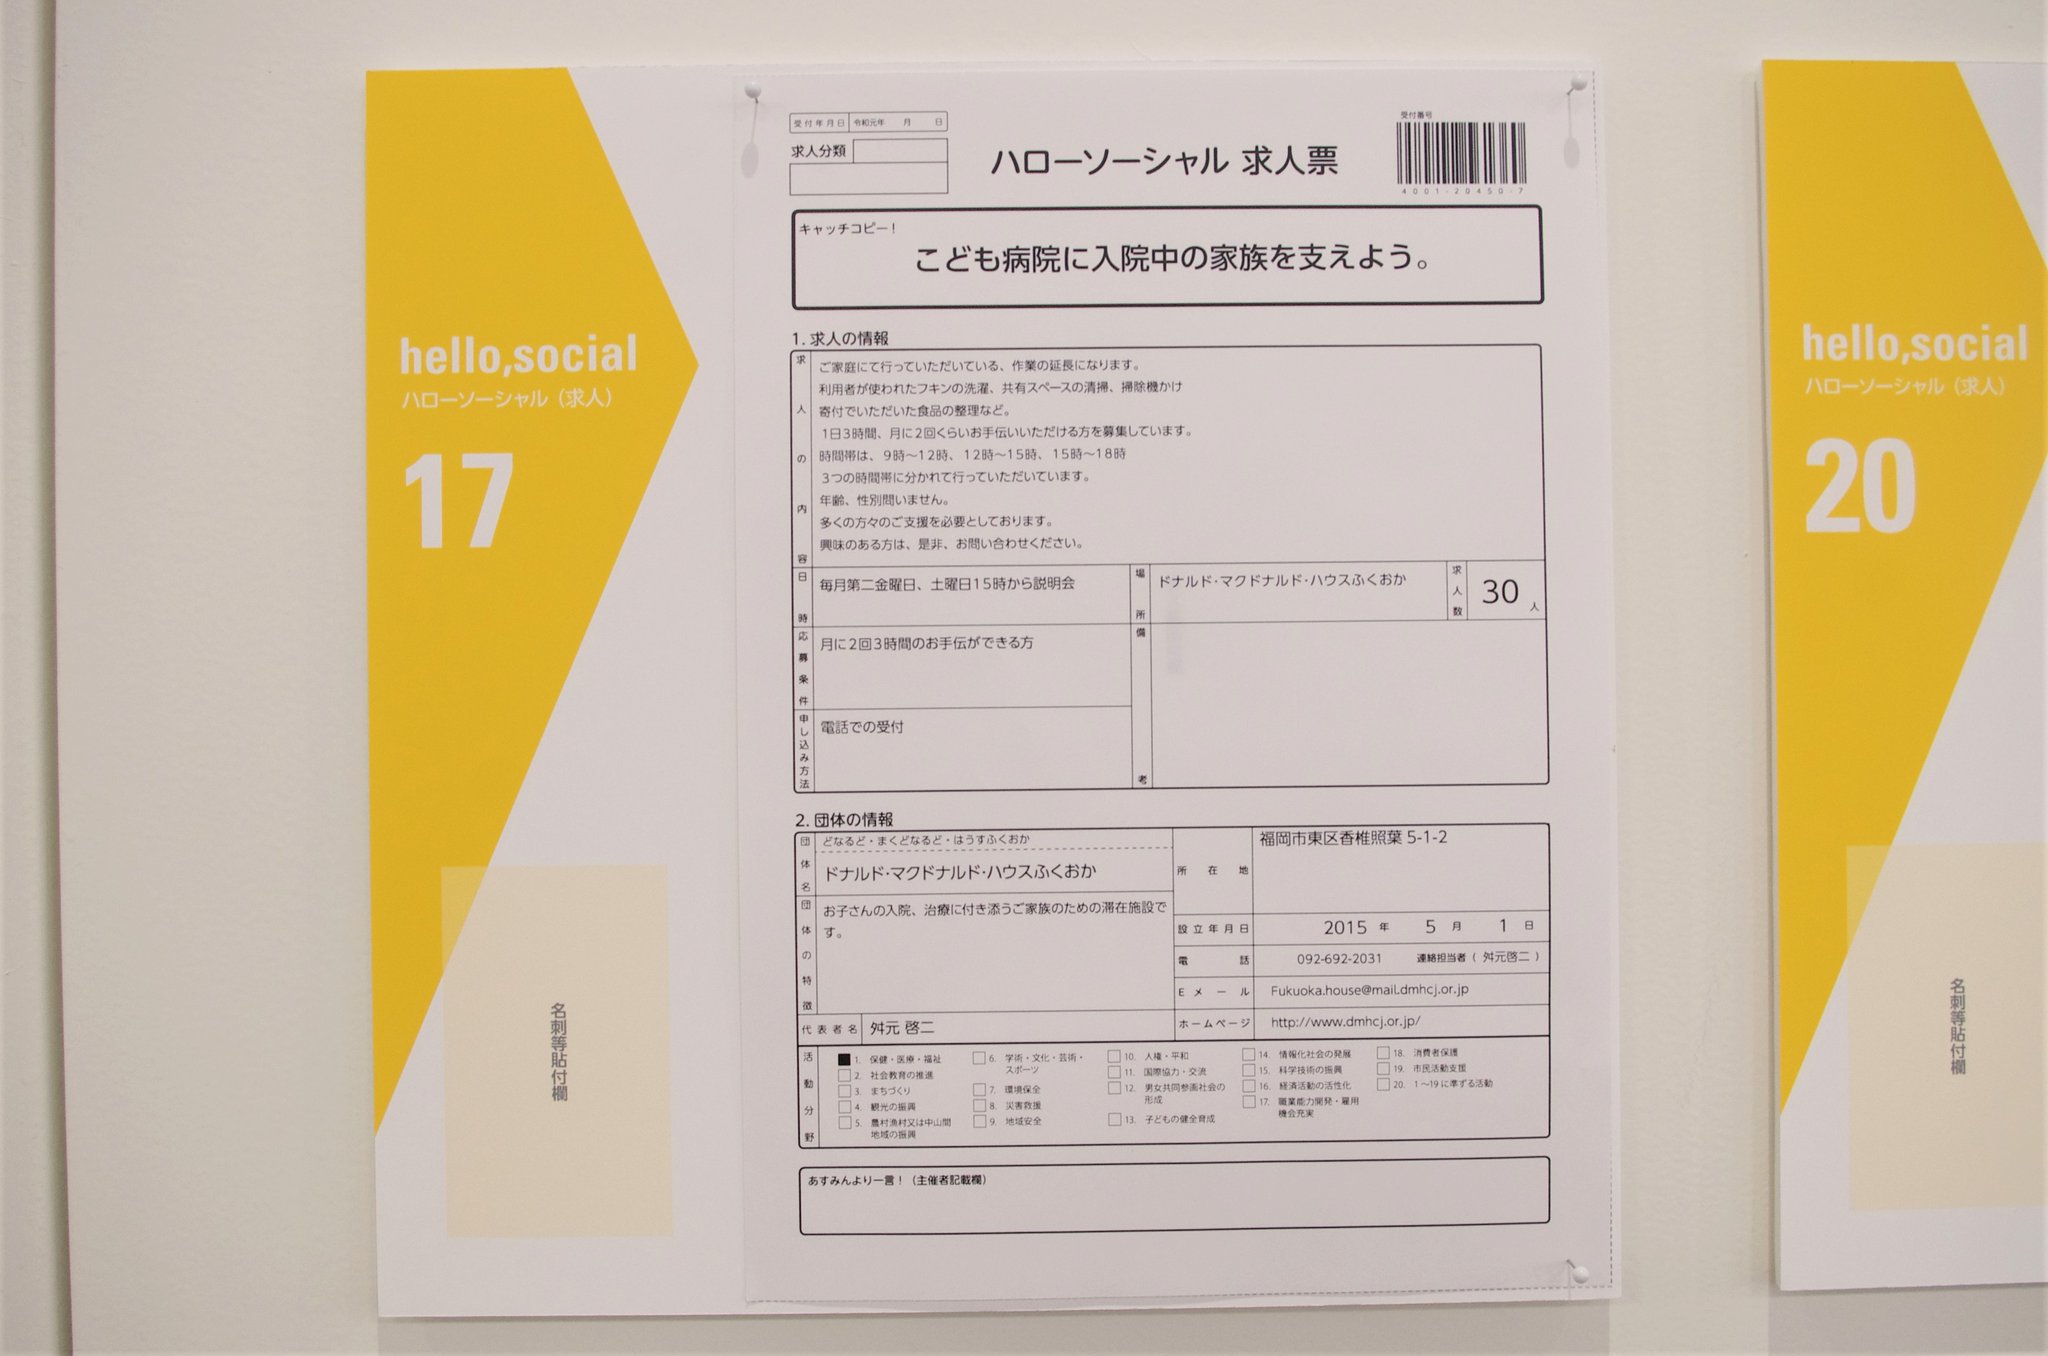 hello,social
ハローソーシャル（求人）
17
名刺等貼付欄
受付年月日 令和元年 月 日
求人分類
ハローソーシャル 求人票
受付番号
4001-20450-7
キャッチコピー！
こども病院に入院中の家族を支えよう。
1. 求人の情報
求人の内容
ご家庭にて行っていただいている、作業の延長になります。
利用者が使われたフキンの洗濯、共有スペースの清掃、掃除機かけ
寄付でいただいた食品の整理など。
1日3時間、月に2回くらいお手伝いいただける方を募集しています。
時間帯は、9時～12時、12時～15時、15時～18時
3つの時間帯に分かれて行っていただいています。
年齢、性別問いません。
多くの方々のご支援を必要としております。
興味のある方は、是非、お問い合わせください。
日時 毎月第二金曜日、土曜日15時から説明会
場所 ドナルド・マクドナルド・ハウスふくおか
求人数 30人
応募条件 月に2回3時間のお手伝ができる方
備考
申し込み方法 電話での受付
2. 団体の情報
団体名 どなるど・まくどなるど・はうすふくおか
ドナルド・マクドナルド・ハウスふくおか
団体の特徴 お子さんの入院、治療に付き添うご家族のための滞在施設で
す。
代表者名 舛元 啓二
所在地 福岡市東区香椎照葉 5-1-2
設立年月日 2015 年 5 月 1 日
電話 092-692-2031 連絡担当者（ 舛元啓二 ）
Eメール Fukuoka.house@mail.dmhcj.or.jp
ホームページ http://www.dmhcj.or.jp/
活動分野
1. 保健・医療・福祉
2. 社会教育の推進
3. まちづくり
4. 観光の振興
5. 農村漁村又は中山間
地域の振興
6. 学術・文化・芸術・
スポーツ
7. 環境保全
8. 災害救援
9. 地域安全
10. 人権・平和
11. 国際協力・交流
12. 男女共同参画社会の
形成
13. 子どもの健全育成
14. 情報化社会の発展
15. 科学技術の振興
16. 経済活動の活性化
17. 職業能力開発・雇用
機会充実
18. 消費者保護
19. 市民活動支援
20. 1～19に準ずる活動
あすみんより一言！（主催者記載欄）
hello,social
ハローソーシャル（求人）
20
名刺等貼付欄